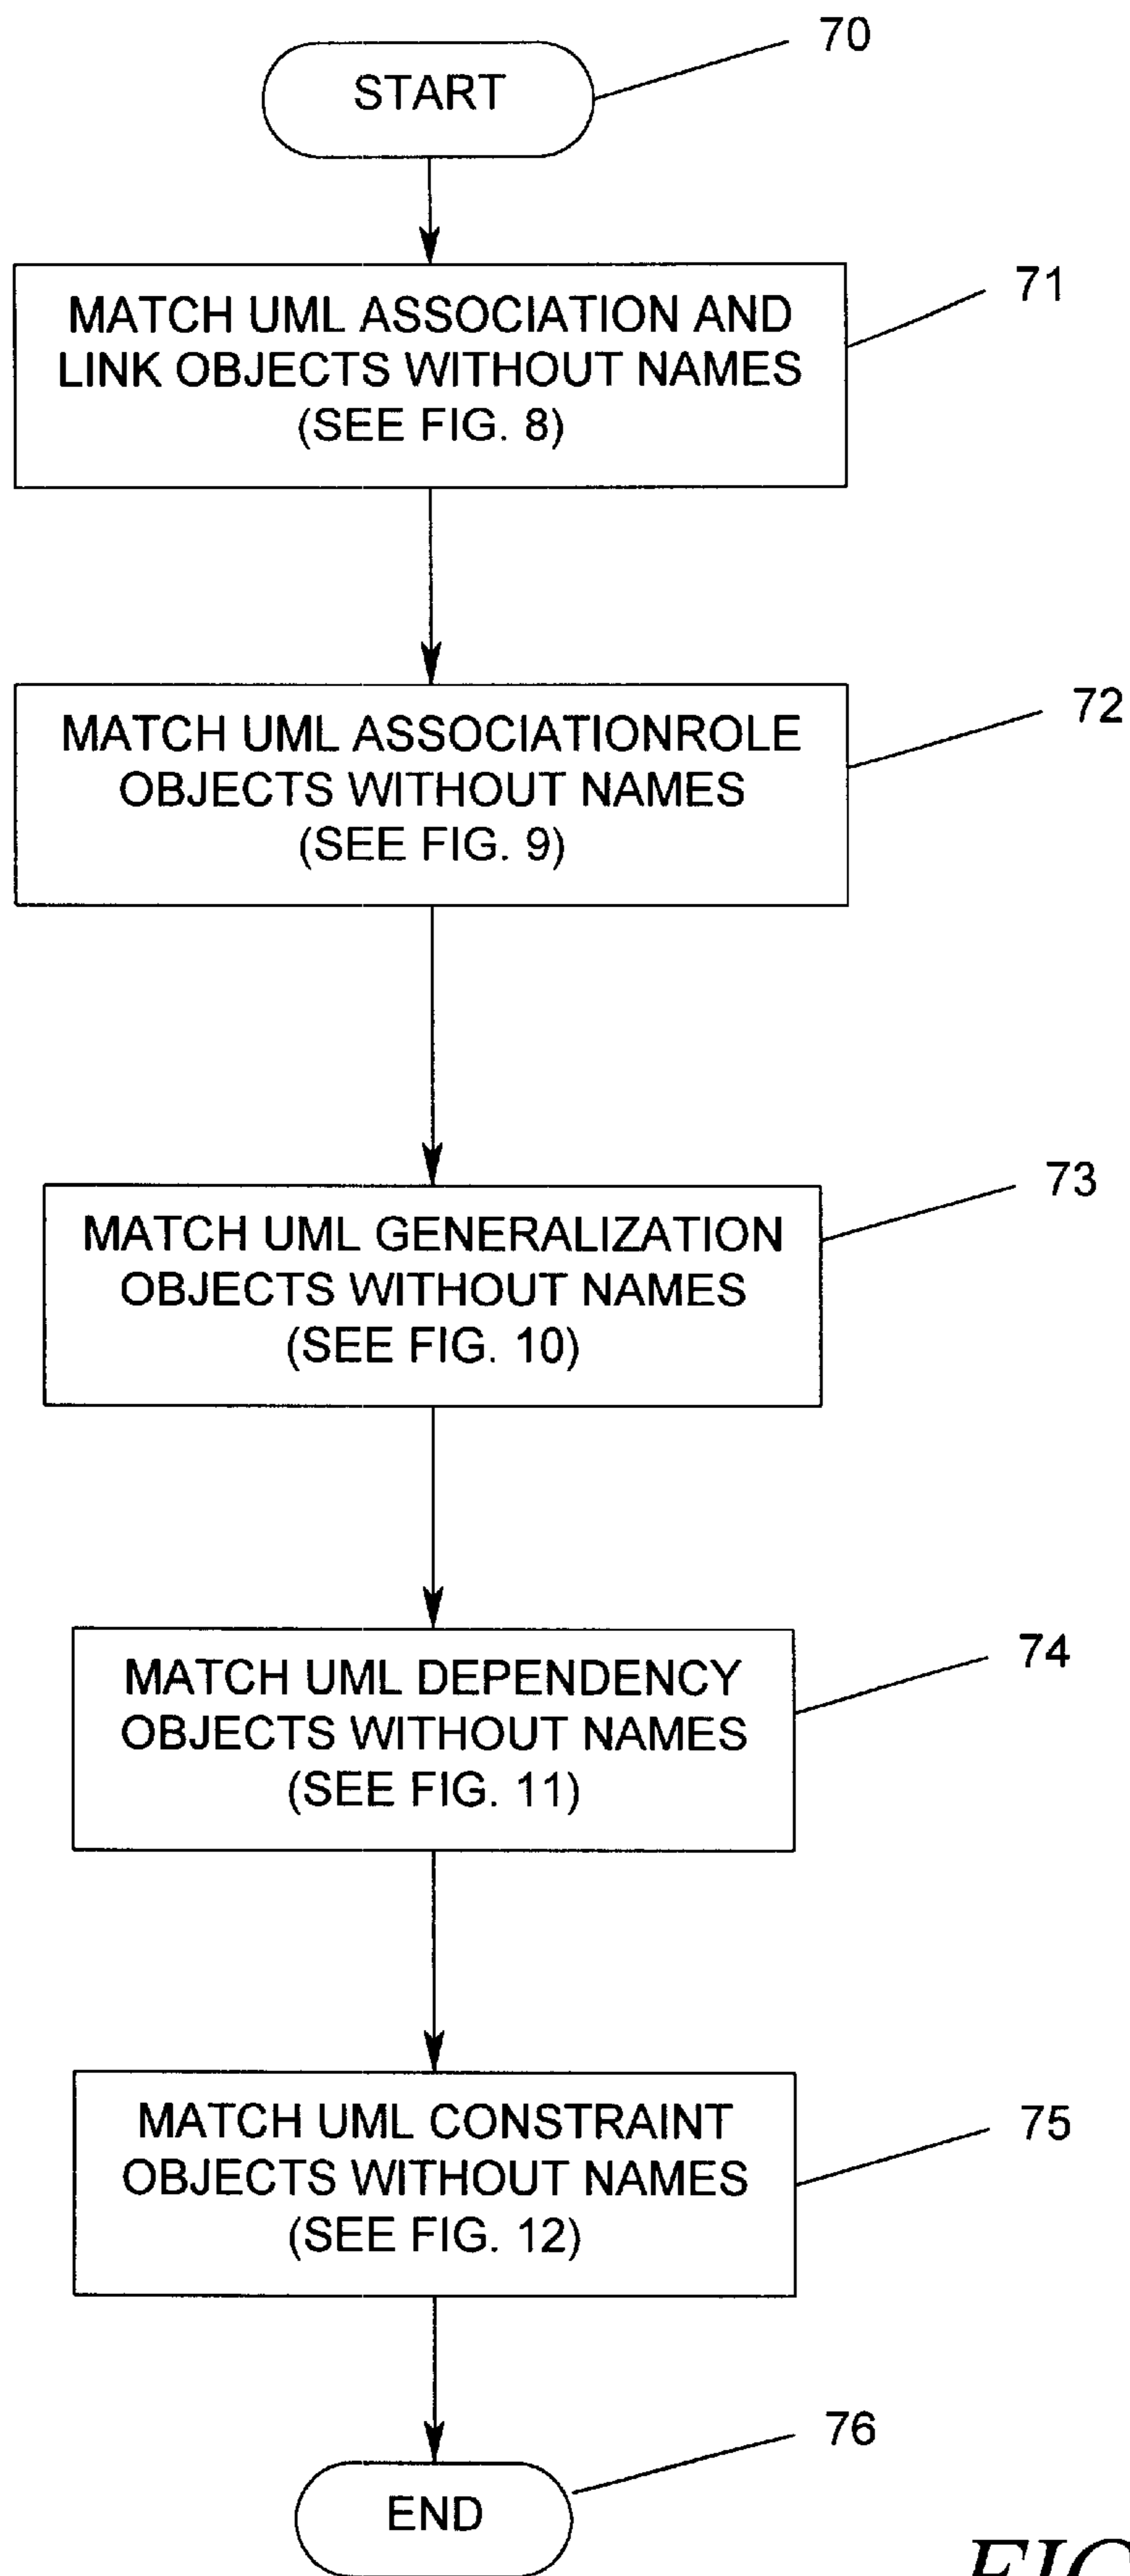 70
START
71
MATCH UML ASSOCIATION AND
LINK OBJECTS WITHOUT NAMES
(SEE FIG. 8)
72
MATCH UML ASSOCIATIONROLE
OBJECTS WITHOUT NAMES
(SEE FIG. 9)
73
MATCH UML GENERALIZATION
OBJECTS WITHOUT NAMES
(SEE FIG. 10)
74
MATCH UML DEPENDENCY
OBJECTS WITHOUT NAMES
(SEE FIG. 11)
75
MATCH UML CONSTRAINT
OBJECTS WITHOUT NAMES
(SEE FIG. 12)
76
END